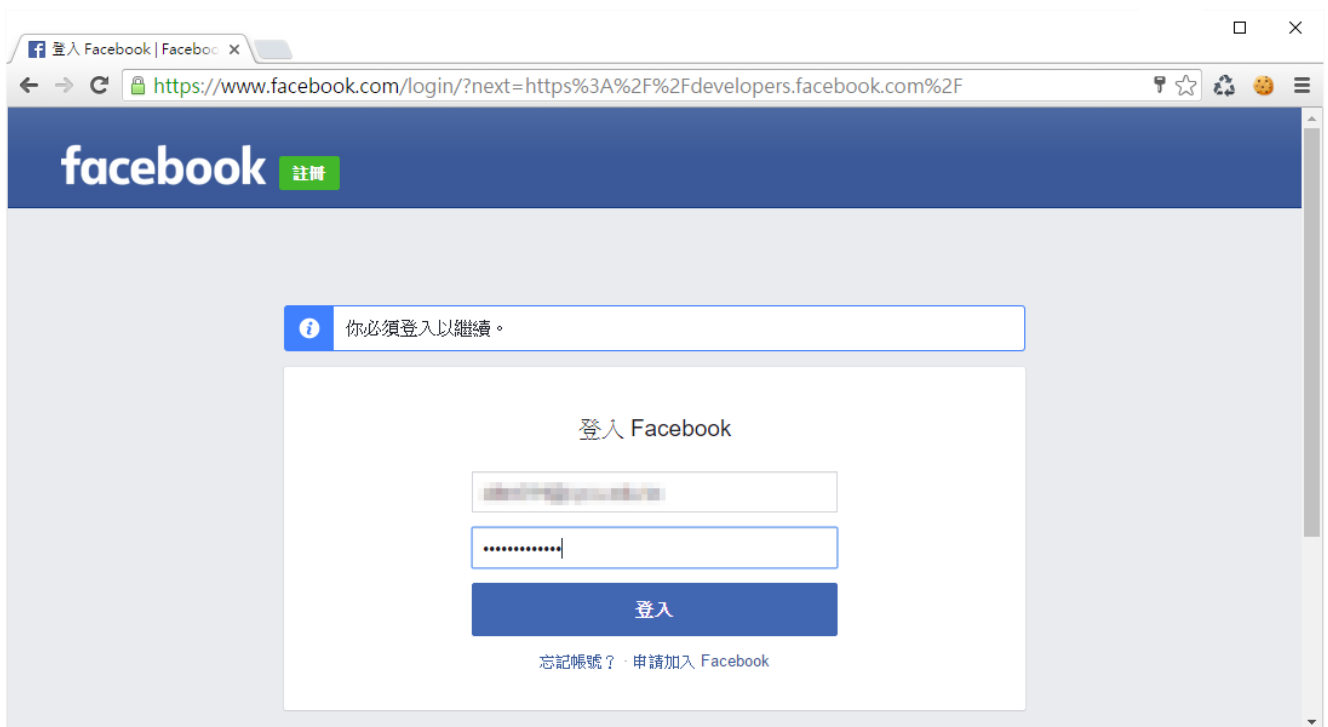 登入 Facebook | Faceboo
https://www.facebook.com/login/?next=https%3A%2F%2Fdevelopers.facebook.com%2F
facebook 註冊
你必須登入以繼續。
登入 Facebook
•••••••••••••
登入
忘記帳號？ · 申請加入 Facebook